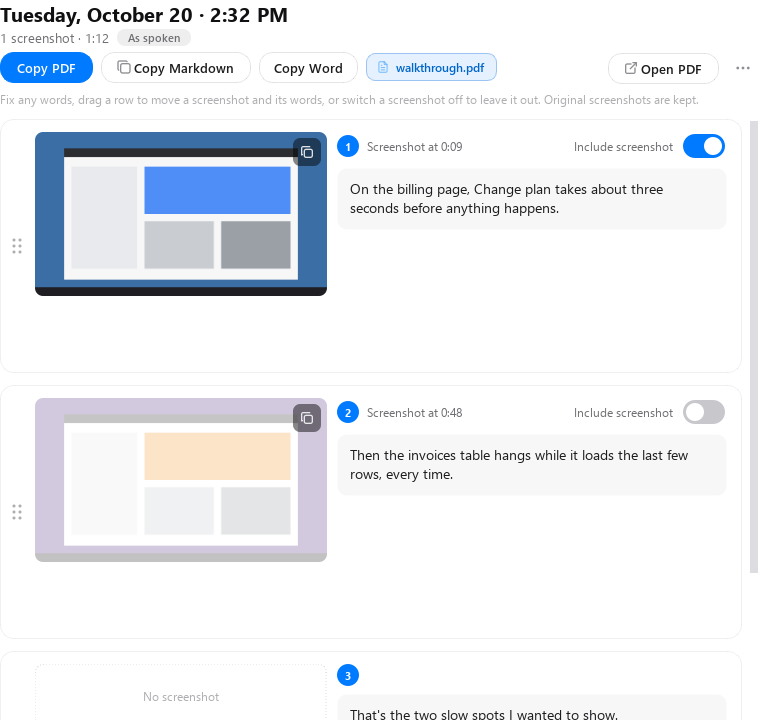 Tuesday, October 20 · 2:32 PM
1 screenshot · 1:12 As spoken
Copy PDF Copy Markdown Copy Word walkthrough.pdf Open PDF
Fix any words, drag a row to move a screenshot and its words, or switch a screenshot off to leave it out. Original screenshots are kept.
1 Screenshot at 0:09 Include screenshot
On the billing page, Change plan takes about three
seconds before anything happens.
2 Screenshot at 0:48 Include screenshot
Then the invoices table hangs while it loads the last few
rows, every time.
3
No screenshot
That's the two slow spots I wanted to show.